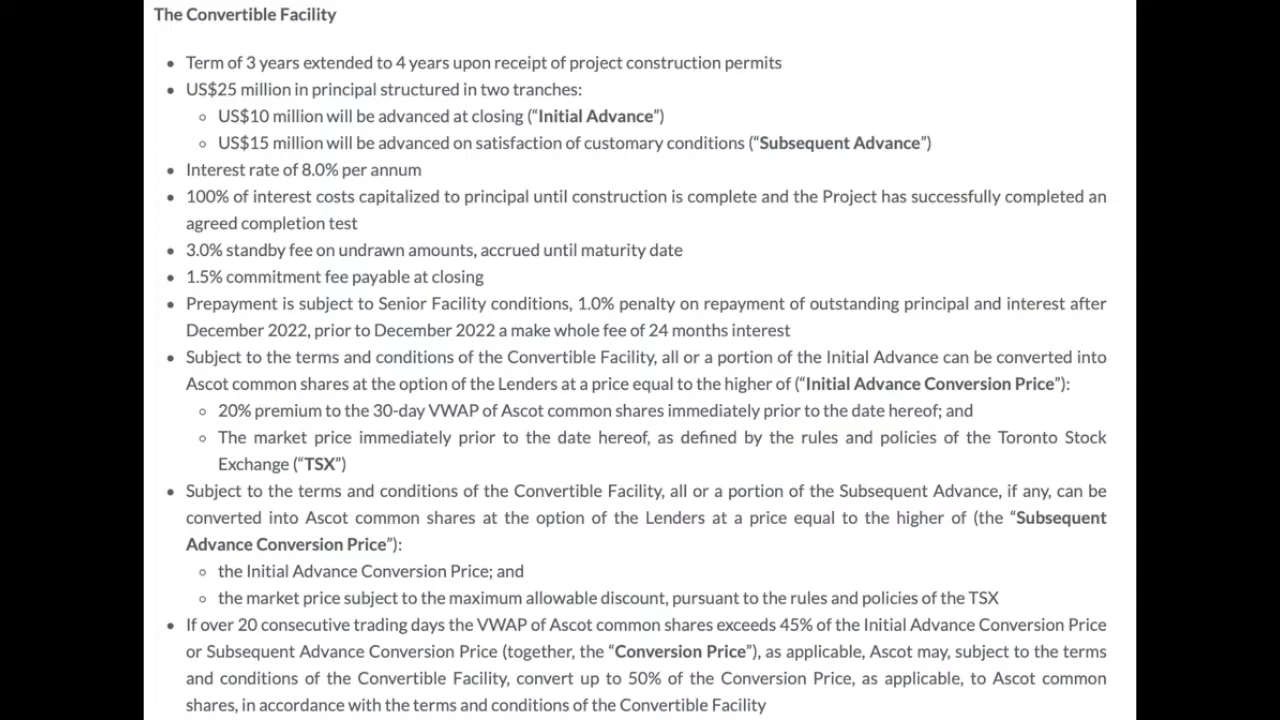 The Convertible Facility
• Term of 3 years extended to 4 years upon receipt of project construction permits
• US$25 million in principal structured in two tranches:
◦ US$10 million will be advanced at closing (“Initial Advance”)
◦ US$15 million will be advanced on satisfaction of customary conditions (“Subsequent Advance”)
• Interest rate of 8.0% per annum
• 100% of interest costs capitalized to principal until construction is complete and the Project has successfully completed an
agreed completion test
• 3.0% standby fee on undrawn amounts, accrued until maturity date
• 1.5% commitment fee payable at closing
• Prepayment is subject to Senior Facility conditions, 1.0% penalty on repayment of outstanding principal and interest after
December 2022, prior to December 2022 a make whole fee of 24 months interest
• Subject to the terms and conditions of the Convertible Facility, all or a portion of the Initial Advance can be converted into
Ascot common shares at the option of the Lenders at a price equal to the higher of (“Initial Advance Conversion Price”):
◦ 20% premium to the 30-day VWAP of Ascot common shares immediately prior to the date hereof; and
◦ The market price immediately prior to the date hereof, as defined by the rules and policies of the Toronto Stock
Exchange (“TSX”)
• Subject to the terms and conditions of the Convertible Facility, all or a portion of the Subsequent Advance, if any, can be
converted into Ascot common shares at the option of the Lenders at a price equal to the higher of (the “Subsequent
Advance Conversion Price”):
◦ the Initial Advance Conversion Price; and
◦ the market price subject to the maximum allowable discount, pursuant to the rules and policies of the TSX
• If over 20 consecutive trading days the VWAP of Ascot common shares exceeds 45% of the Initial Advance Conversion Price
or Subsequent Advance Conversion Price (together, the “Conversion Price”), as applicable, Ascot may, subject to the terms
and conditions of the Convertible Facility, convert up to 50% of the Conversion Price, as applicable, to Ascot common
shares, in accordance with the terms and conditions of the Convertible Facility